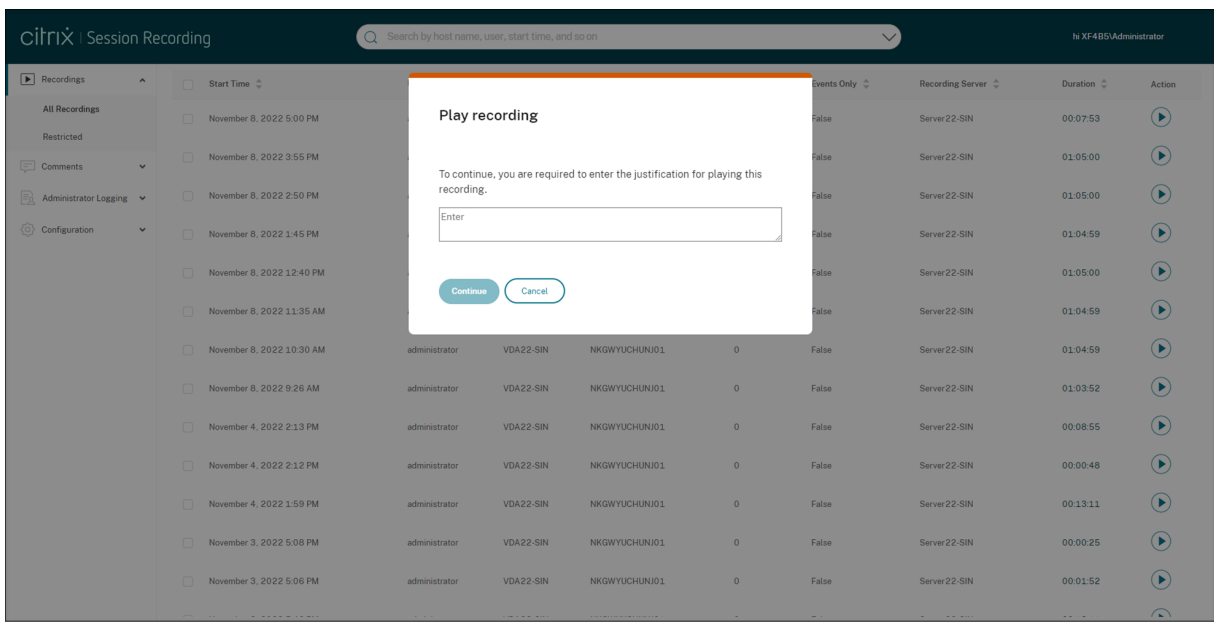 citrix | Session Recording
Search by host name, user, start time, and so on
hi XF4B5\Administrator
Recordings
All Recordings
Restricted
Comments
Administrator Logging
Configuration
Start Time Events Only Recording Server Duration Action
November 8, 2022 5:00 PM False Server22-SIN 00:07:53
November 8, 2022 3:55 PM False Server22-SIN 01:05:00
November 8, 2022 2:50 PM False Server22-SIN 01:05:00
November 8, 2022 1:45 PM False Server22-SIN 01:04:59
November 8, 2022 12:40 PM False Server22-SIN 01:05:00
November 8, 2022 11:35 AM False Server22-SIN 01:04:59
November 8, 2022 10:30 AM administrator VDA22-SIN NKGWYUCHUNJ01 0 False Server22-SIN 01:04:59
November 8, 2022 9:26 AM administrator VDA22-SIN NKGWYUCHUNJ01 0 False Server22-SIN 01:03:52
November 4, 2022 2:13 PM administrator VDA22-SIN NKGWYUCHUNJ01 0 False Server22-SIN 00:08:55
November 4, 2022 2:12 PM administrator VDA22-SIN NKGWYUCHUNJ01 0 False Server22-SIN 00:00:48
November 4, 2022 1:59 PM administrator VDA22-SIN NKGWYUCHUNJ01 0 False Server22-SIN 00:13:11
November 3, 2022 5:08 PM administrator VDA22-SIN NKGWYUCHUNJ01 0 False Server22-SIN 00:00:25
November 3, 2022 5:06 PM administrator VDA22-SIN NKGWYUCHUNJ01 0 False Server22-SIN 00:01:52
Play recording
To continue, you are required to enter the justification for playing this
recording.
Enter
Continue Cancel